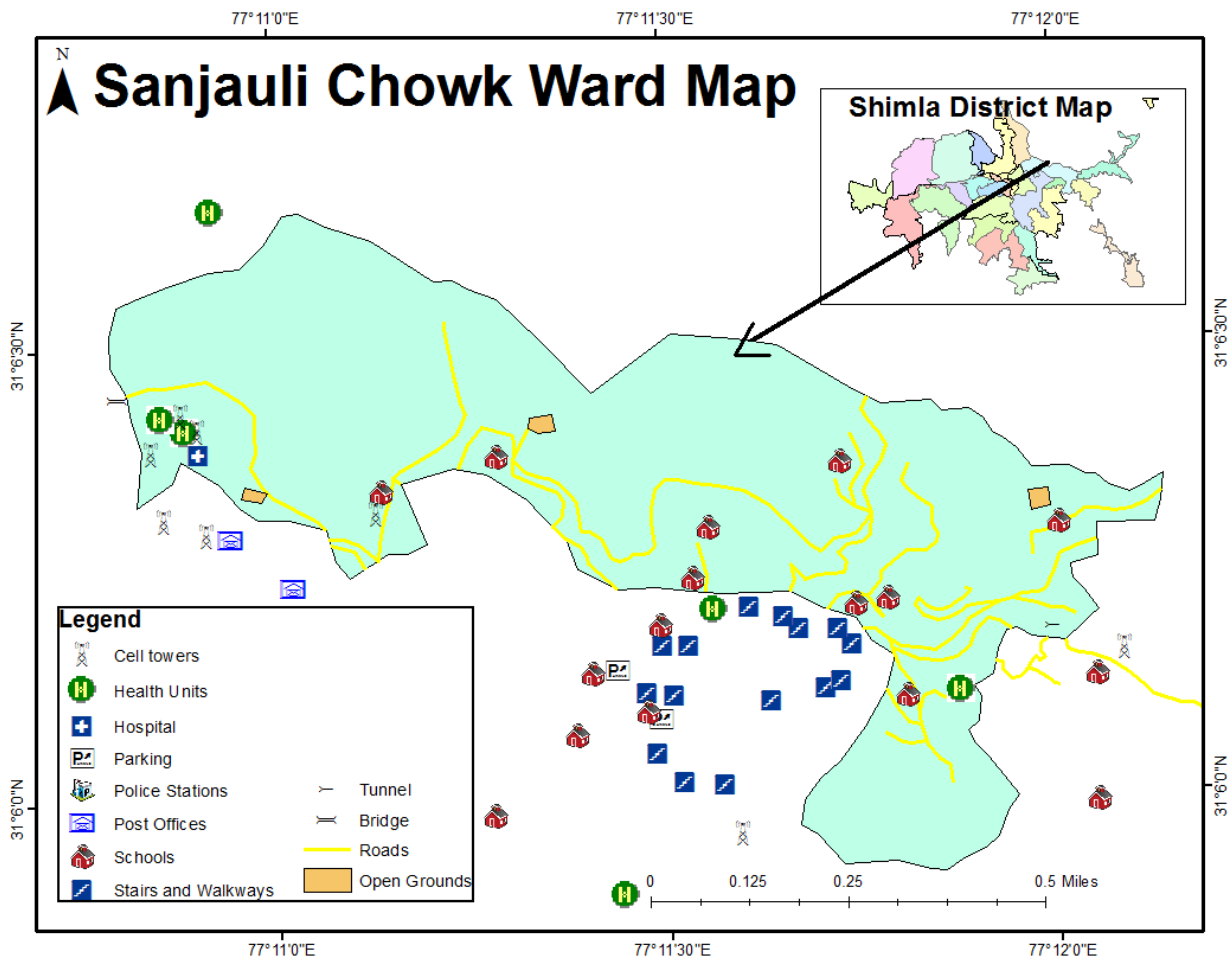 77°11'0"E
77°11'30"E
77°12'0"E
N
Sanjauli Chowk Ward Map
Shimla District Map
31°6'30"N
31°6'30"N
31°6'0"N
31°6'0"N
Legend
Cell towers
Health Units
Hospital
Parking
Police Stations
Post Offices
Schools
Stairs and Walkways
Tunnel
Bridge
Roads
Open Grounds
0
0.125
0.25
0.5 Miles
77°11'0"E
77°11'30"E
77°12'0"E